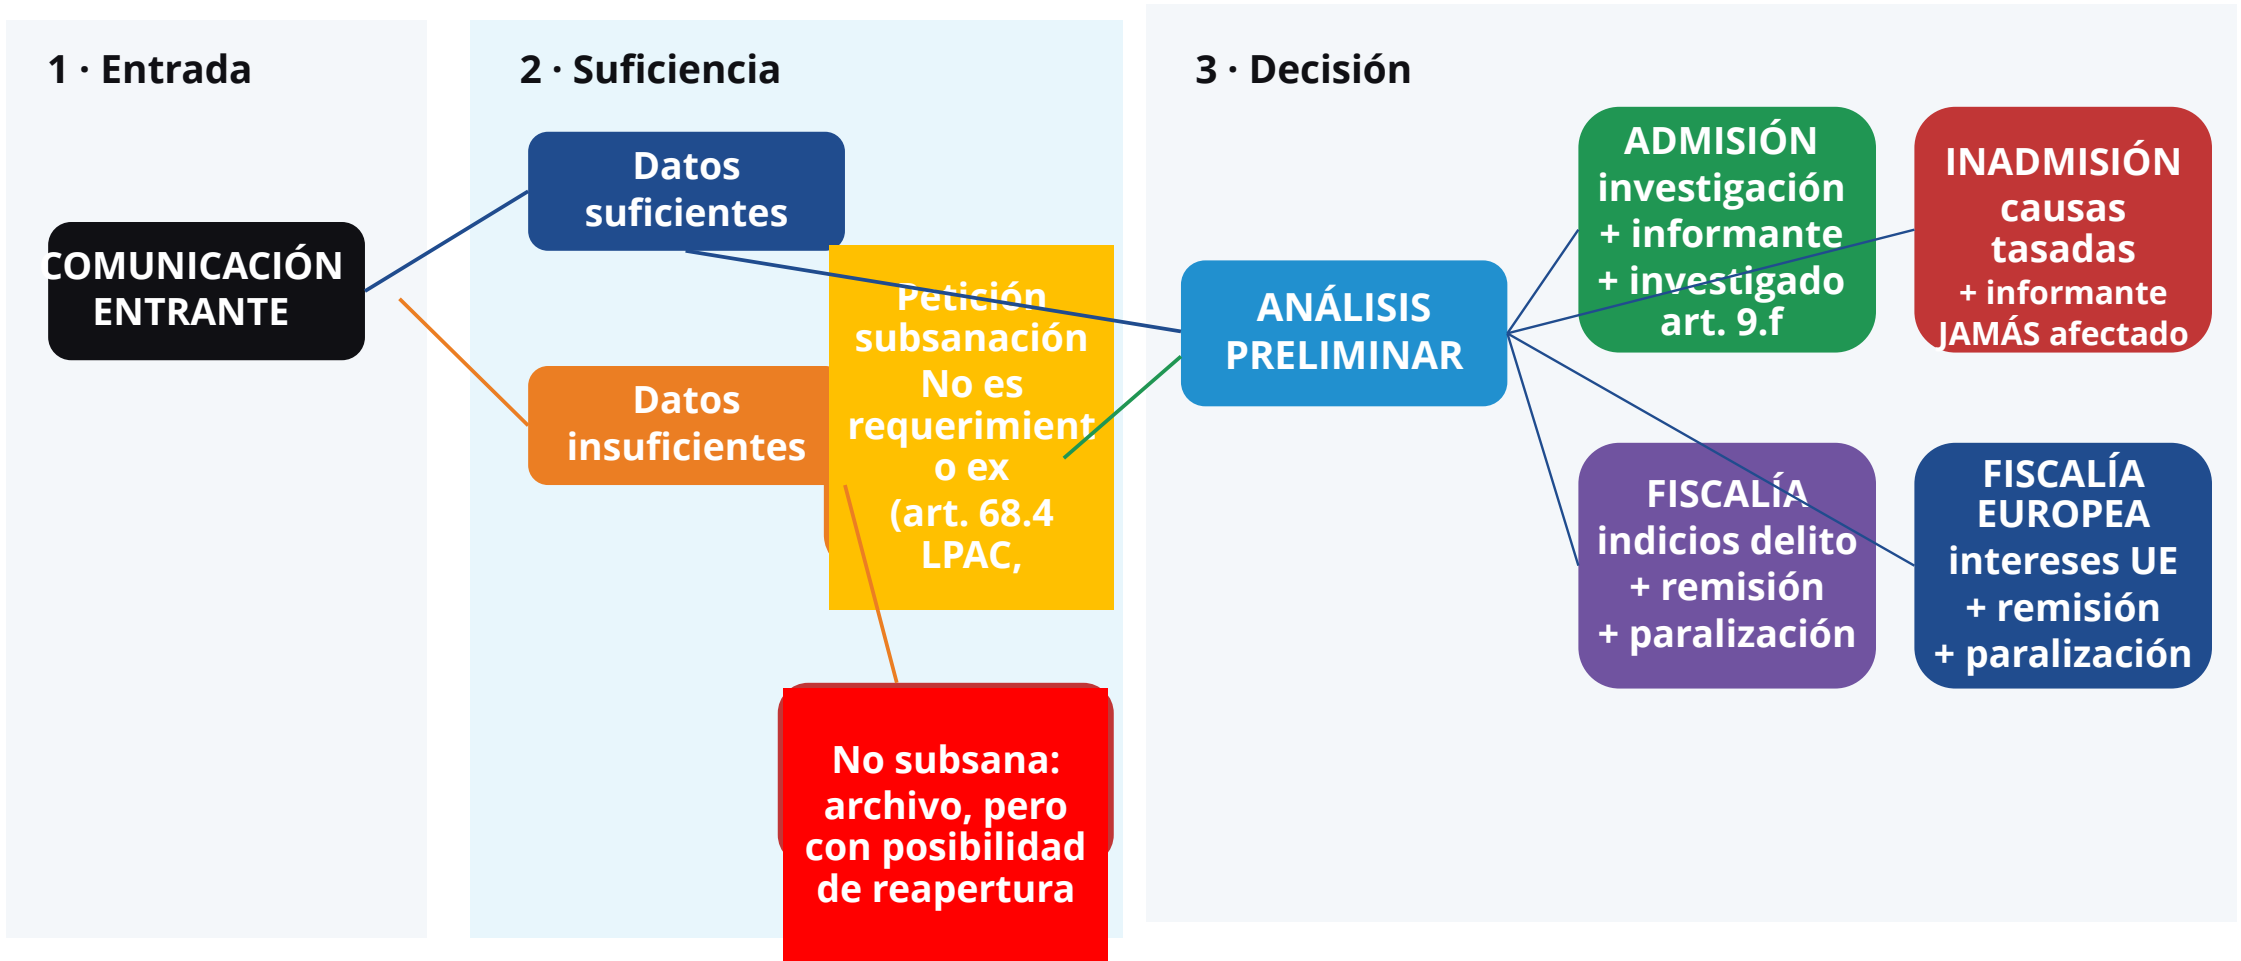 1 · Entrada
COMUNICACIÓN
ENTRANTE
2 · Suficiencia
Datos
suficientes
Datos
insuficientes
Petición
subsanación
No es
requerimient
o ex
(art. 68.4
LPAC,
No subsana:
archivo, pero
con posibilidad
de reapertura
3 · Decisión
ANÁLISIS
PRELIMINAR
ADMISIÓN
investigación
+ informante
+ investigado
art. 9.f
INADMISIÓN
causas
tasadas
+ informante
JAMÁS afectado
FISCALÍA
indicios delito
+ remisión
+ paralización
FISCALÍA
EUROPEA
intereses UE
+ remisión
+ paralización